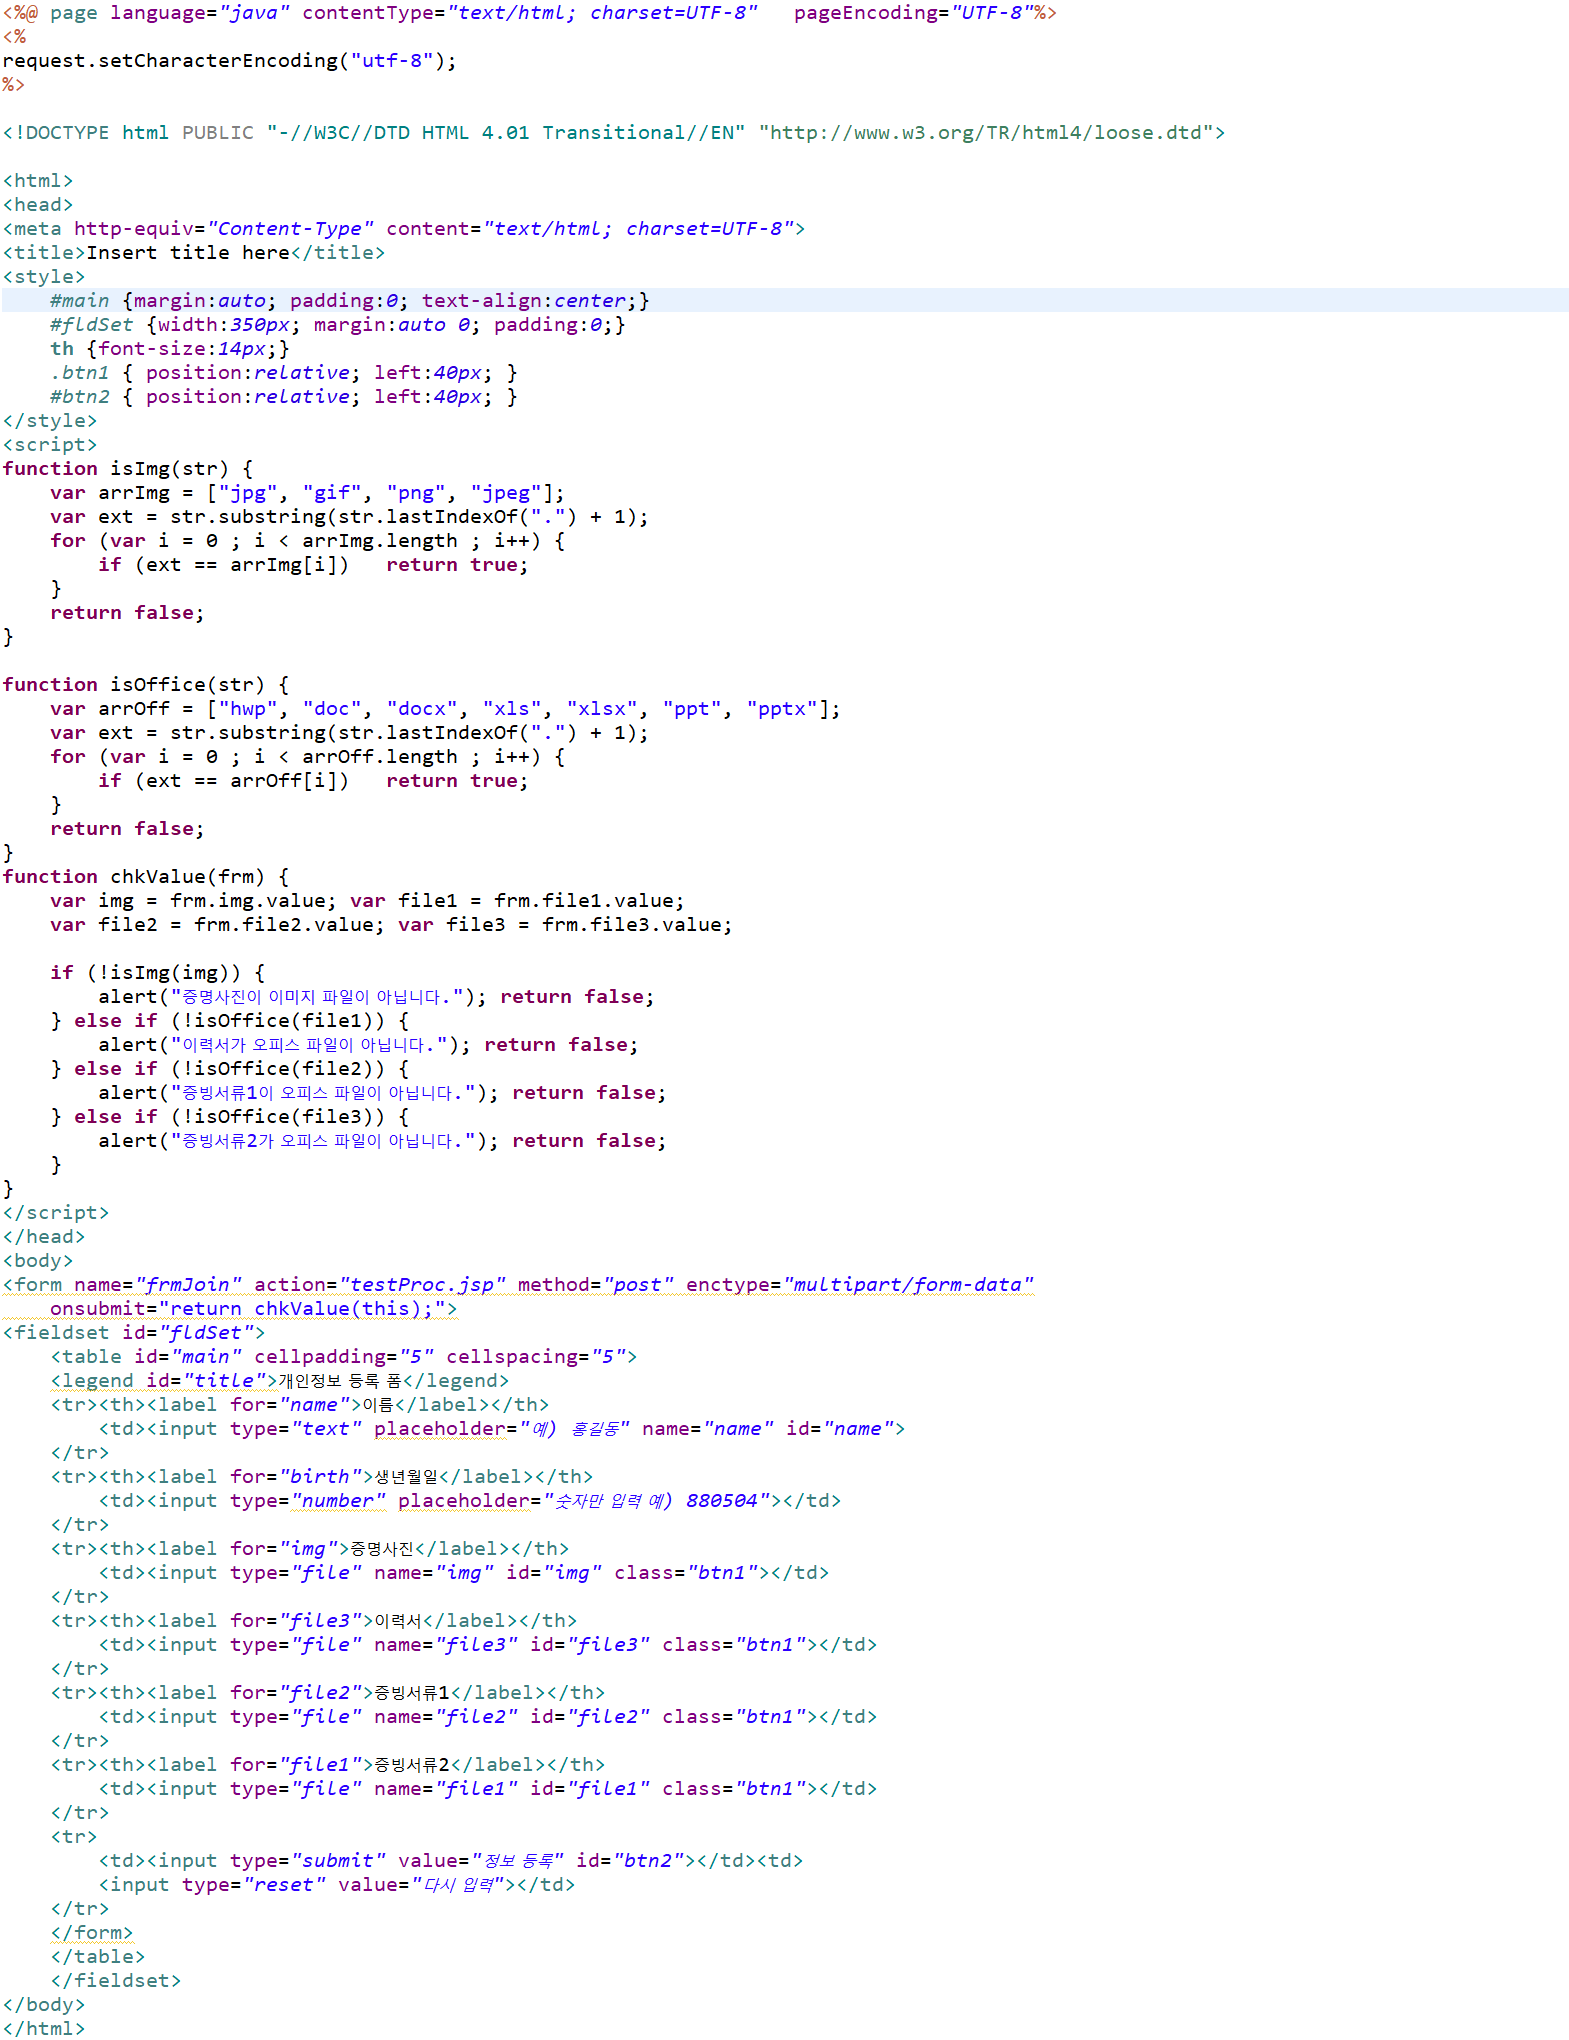 <%@ page language="java" contentType="text/html; charset=UTF-8"   pageEncoding="UTF-8"%>
<%
request.setCharacterEncoding("utf-8");
%>

<!DOCTYPE html PUBLIC "-//W3C//DTD HTML 4.01 Transitional//EN" "http://www.w3.org/TR/html4/loose.dtd">

<html>
<head>
<meta http-equiv="Content-Type" content="text/html; charset=UTF-8">
<title>Insert title here</title>
<style>
    #main {margin:auto; padding:0; text-align:center;}
    #fldSet {width:350px; margin:auto 0; padding:0;}
    th {font-size:14px;}
    .btn1 { position:relative; left:40px; }
    #btn2 { position:relative; left:40px; }
</style>
<script>
function isImg(str) {
    var arrImg = ["jpg", "gif", "png", "jpeg"];
    var ext = str.substring(str.lastIndexOf(".") + 1);
    for (var i = 0 ; i < arrImg.length ; i++) {
        if (ext == arrImg[i])   return true;
    }
    return false;
}

function isOffice(str) {
    var arrOff = ["hwp", "doc", "docx", "xls", "xlsx", "ppt", "pptx"];
    var ext = str.substring(str.lastIndexOf(".") + 1);
    for (var i = 0 ; i < arrOff.length ; i++) {
        if (ext == arrOff[i])   return true;
    }
    return false;
}
function chkValue(frm) {
    var img = frm.img.value; var file1 = frm.file1.value;
    var file2 = frm.file2.value; var file3 = frm.file3.value;

    if (!isImg(img)) {
        alert("증명사진이 이미지 파일이 아닙니다."); return false;
    } else if (!isOffice(file1)) {
        alert("이력서가 오피스 파일이 아닙니다."); return false;
    } else if (!isOffice(file2)) {
        alert("증빙서류1이 오피스 파일이 아닙니다."); return false;
    } else if (!isOffice(file3)) {
        alert("증빙서류2가 오피스 파일이 아닙니다."); return false;
    }
}
</script>
</head>
<body>
<form name="frmJoin" action="testProc.jsp" method="post" enctype="multipart/form-data"
    onsubmit="return chkValue(this);">
<fieldset id="fldSet">
    <table id="main" cellpadding="5" cellspacing="5">
    <legend id="title">개인정보 등록 폼</legend>
    <tr><th><label for="name">이름</label></th>
        <td><input type="text" placeholder="예) 홍길동" name="name" id="name">
    </tr>
    <tr><th><label for="birth">생년월일</label></th>
        <td><input type="number" placeholder="숫자만 입력 예) 880504"></td>
    </tr>
    <tr><th><label for="img">증명사진</label></th>
        <td><input type="file" name="img" id="img" class="btn1"></td>
    </tr>
    <tr><th><label for="file3">이력서</label></th>
        <td><input type="file" name="file3" id="file3" class="btn1"></td>
    </tr>
    <tr><th><label for="file2">증빙서류1</label></th>
        <td><input type="file" name="file2" id="file2" class="btn1"></td>
    </tr>
    <tr><th><label for="file1">증빙서류2</label></th>
        <td><input type="file" name="file1" id="file1" class="btn1"></td>
    </tr>
    <tr>
        <td><input type="submit" value="정보 등록" id="btn2"></td><td>
        <input type="reset" value="다시 입력"></td>
    </tr>
    </form>
    </table>
    </fieldset>
</body>
</html>